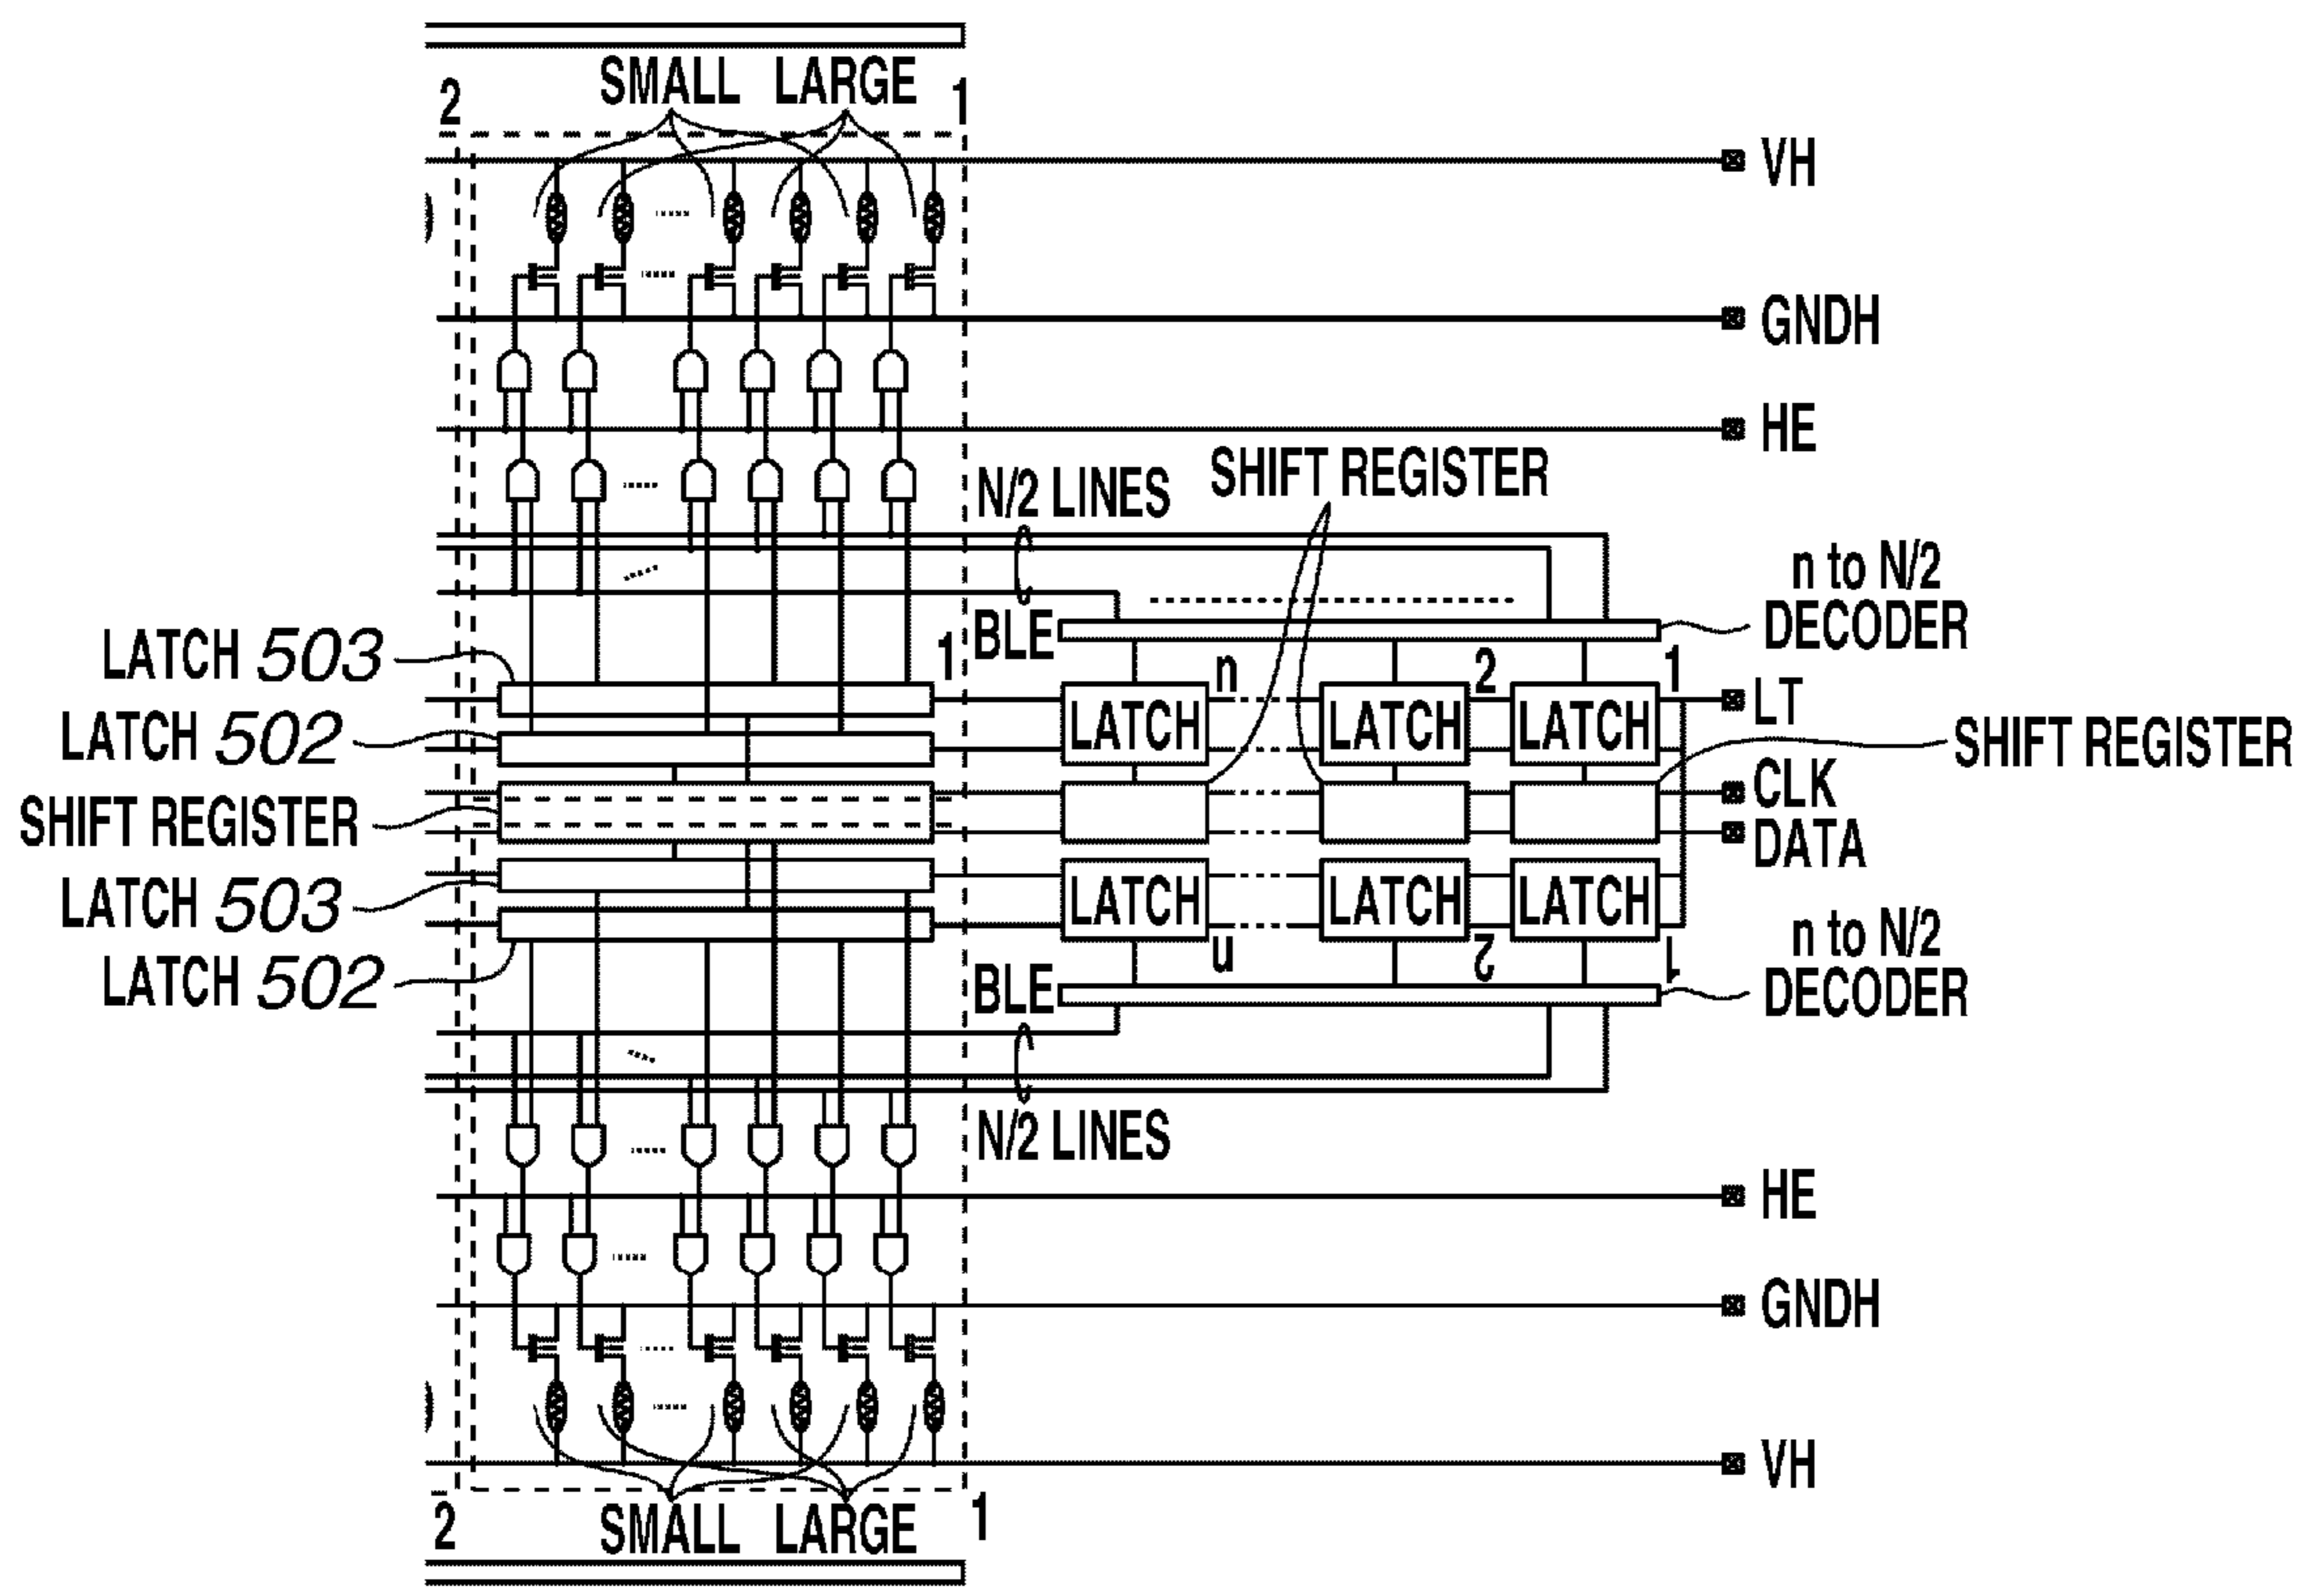 SMALL LARGE
2
1
VH
GNDH
HE
N/2 LINES
SHIFT REGISTER
n to N/2
DECODER
BLE
LATCH 503
1
n
2
1
LATCH LATCH LATCH
LT
LATCH 502
SHIFT REGISTER
CLK
SHIFT REGISTER
DATA
LATCH 503
LATCH LATCH LATCH
n
2
1
n to N/2
DECODER
LATCH 502
BLE
N/2 LINES
HE
GNDH
VH
2
1
SMALL LARGE